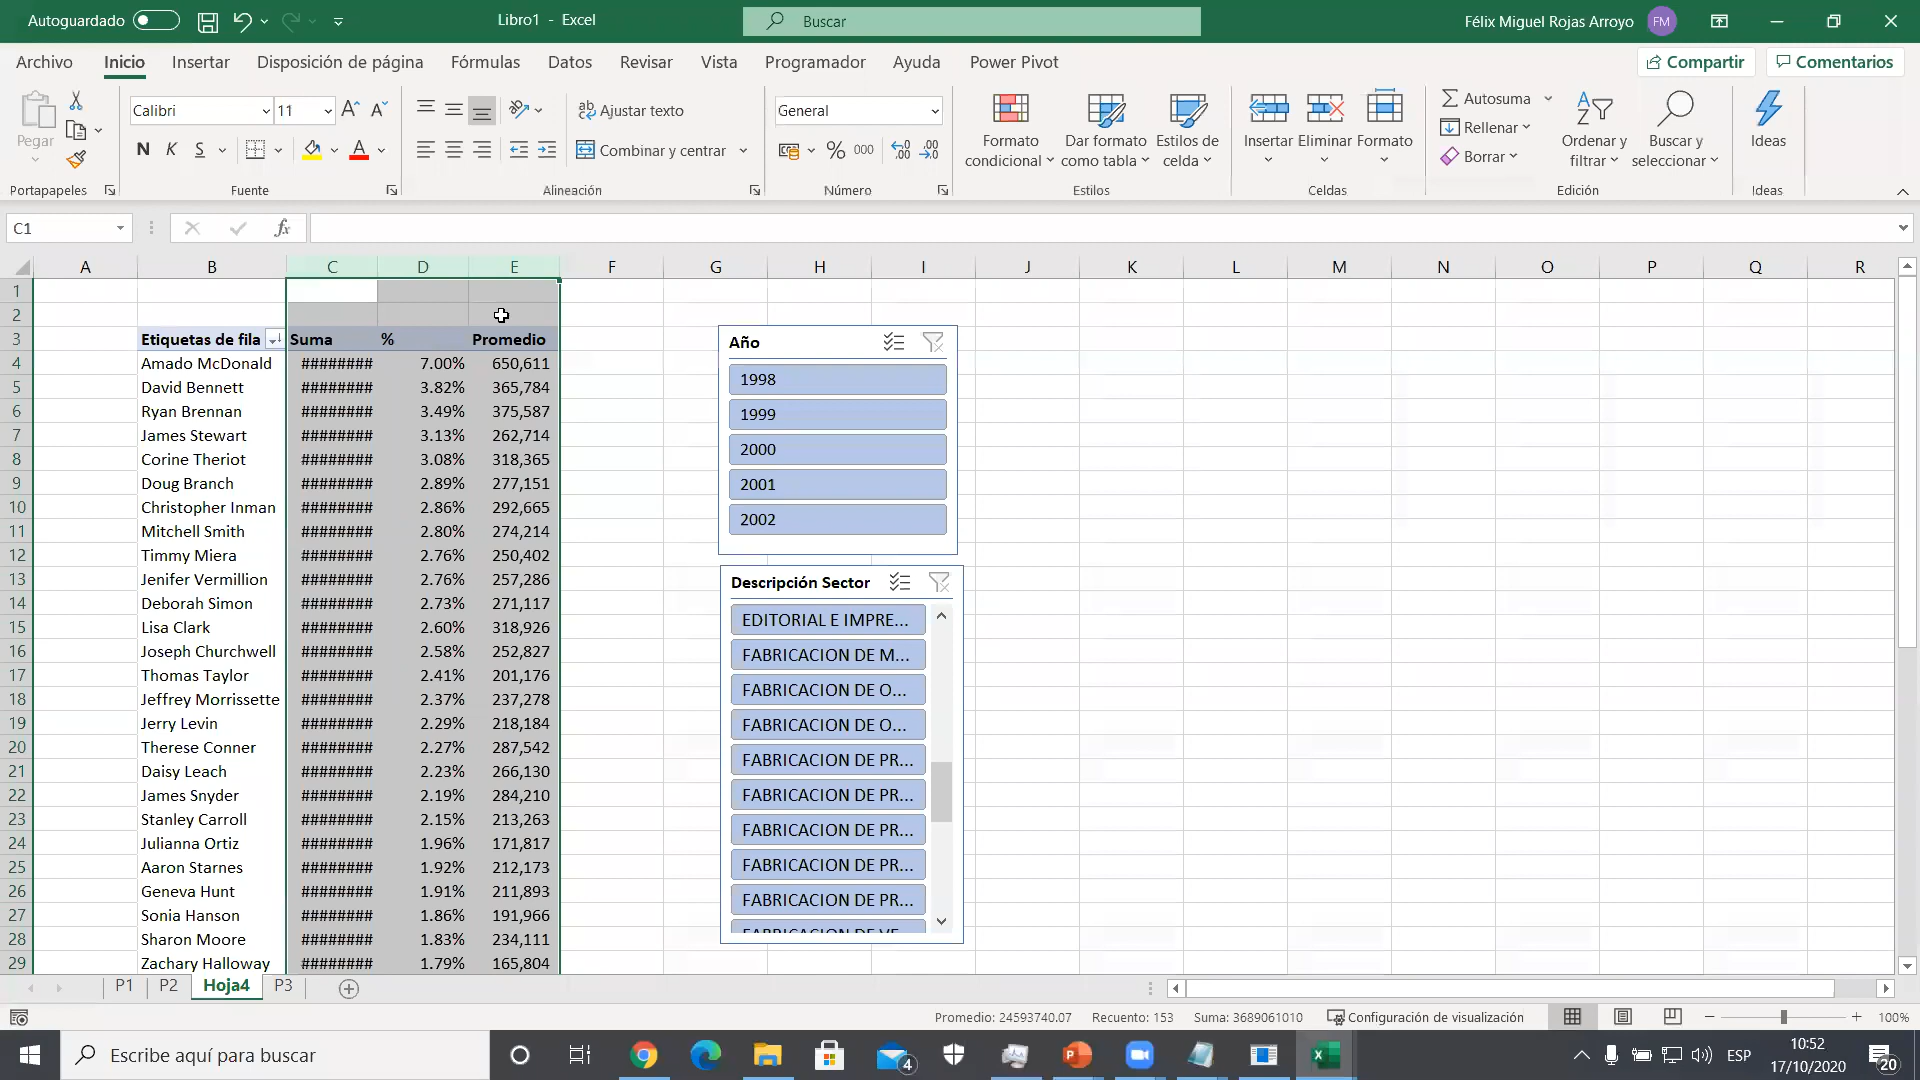 Autoguardado
Libro1 - Excel
Buscar
Félix Miguel Rojas Arroyo
FM
Archivo Inicio Insertar Disposición de página Fórmulas Datos Revisar Vista Programador Ayuda Power Pivot
Compartir Comentarios
Pegar
Calibri 11
N K S
Ajustar texto
Combinar y centrar
General
% 000
Formato condicional
Dar formato como tabla
Estilos de celda
Insertar Eliminar Formato
Autosuma
Rellenar
Borrar
Ordenar y filtrar
Buscar y seleccionar
Ideas
Portapapeles Fuente Alineación Número Estilos Celdas Edición Ideas
C1
fx
A B C D E F G H I J K L M N O P Q R
1
2
3 Etiquetas de fila Suma % Promedio
4 Amado McDonald ######## 7.00% 650,611
5 David Bennett ######## 3.82% 365,784
6 Ryan Brennan ######## 3.49% 375,587
7 James Stewart ######## 3.13% 262,714
8 Corine Theriot ######## 3.08% 318,365
9 Doug Branch ######## 2.89% 277,151
10 Christopher Inman ######## 2.86% 292,665
11 Mitchell Smith ######## 2.80% 274,214
12 Timmy Miera ######## 2.76% 250,402
13 Jenifer Vermillion ######## 2.76% 257,286
14 Deborah Simon ######## 2.73% 271,117
15 Lisa Clark ######## 2.60% 318,926
16 Joseph Churchwell ######## 2.58% 252,827
17 Thomas Taylor ######## 2.41% 201,176
18 Jeffrey Morrissette ######## 2.37% 237,278
19 Jerry Levin ######## 2.29% 218,184
20 Therese Conner ######## 2.27% 287,542
21 Daisy Leach ######## 2.23% 266,130
22 James Snyder ######## 2.19% 284,210
23 Stanley Carroll ######## 2.15% 213,263
24 Julianna Ortiz ######## 1.96% 171,817
25 Aaron Starnes ######## 1.92% 212,173
26 Geneva Hunt ######## 1.91% 211,893
27 Sonia Hanson ######## 1.86% 191,966
28 Sharon Moore ######## 1.83% 234,111
29 Zachary Halloway ######## 1.79% 165,804
Año
1998
1999
2000
2001
2002
Descripción Sector
EDITORIAL E IMPRE...
FABRICACION DE M...
FABRICACION DE O...
FABRICACION DE O...
FABRICACION DE PR...
FABRICACION DE PR...
FABRICACION DE PR...
FABRICACION DE PR...
FABRICACION DE PR...
FABRICACION DE VE
P1 P2 Hoja4 P3
Promedio: 24593740.07 Recuento: 153 Suma: 3689061010 Configuración de visualización 100%
Escribe aquí para buscar
4
ESP
10:52
17/10/2020
20